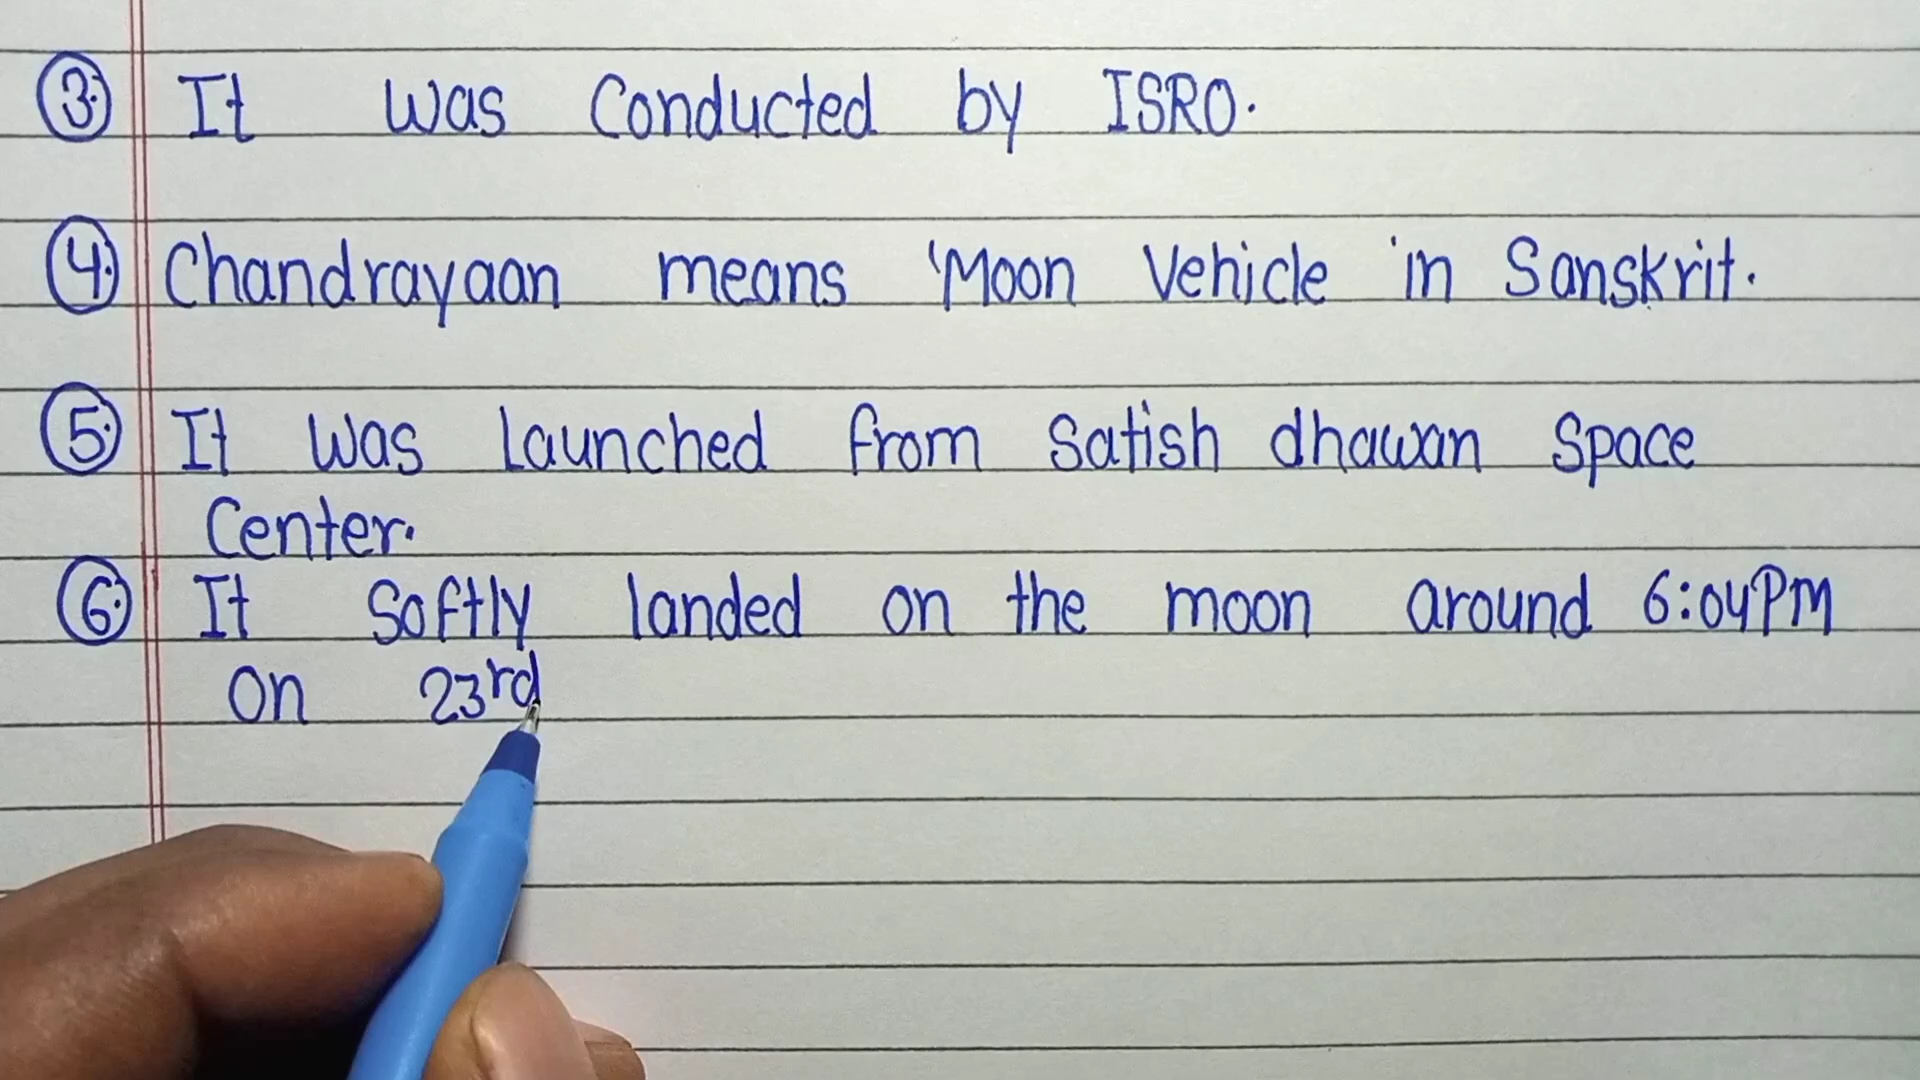 3. It was Conducted by ISRO.
4. Chandrayaan means 'Moon Vehicle 'in Sanskrit.
5. It was launched from Satish dhawan Space
Center.
6. It Softly landed on the moon around 6:04PM
On 23rd